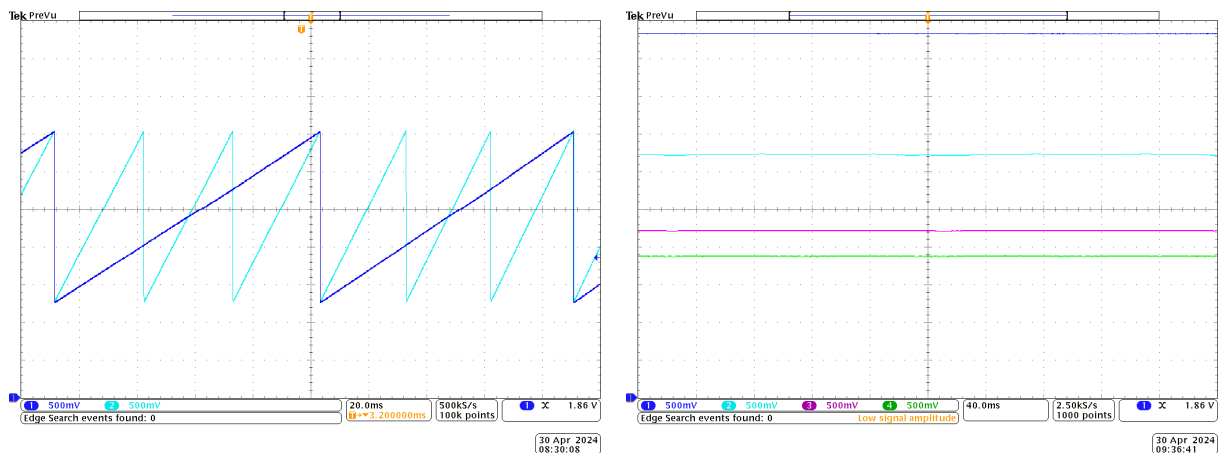 Tek PreVu
T
T
1 500mV 2 500mV
Edge Search events found: 0
20.0ms
T→▼3.200000ms
500kS/s
100k points
1 X 1.86 V
30 Apr 2024
08:30:08
1
Tek PreVu
T
1 500mV 2 500mV 3 500mV 4 500mV
Edge Search events found: 0
Low signal amplitude
40.0ms
2.50kS/s
1000 points
1 X 1.86 V
30 Apr 2024
09:36:41
1